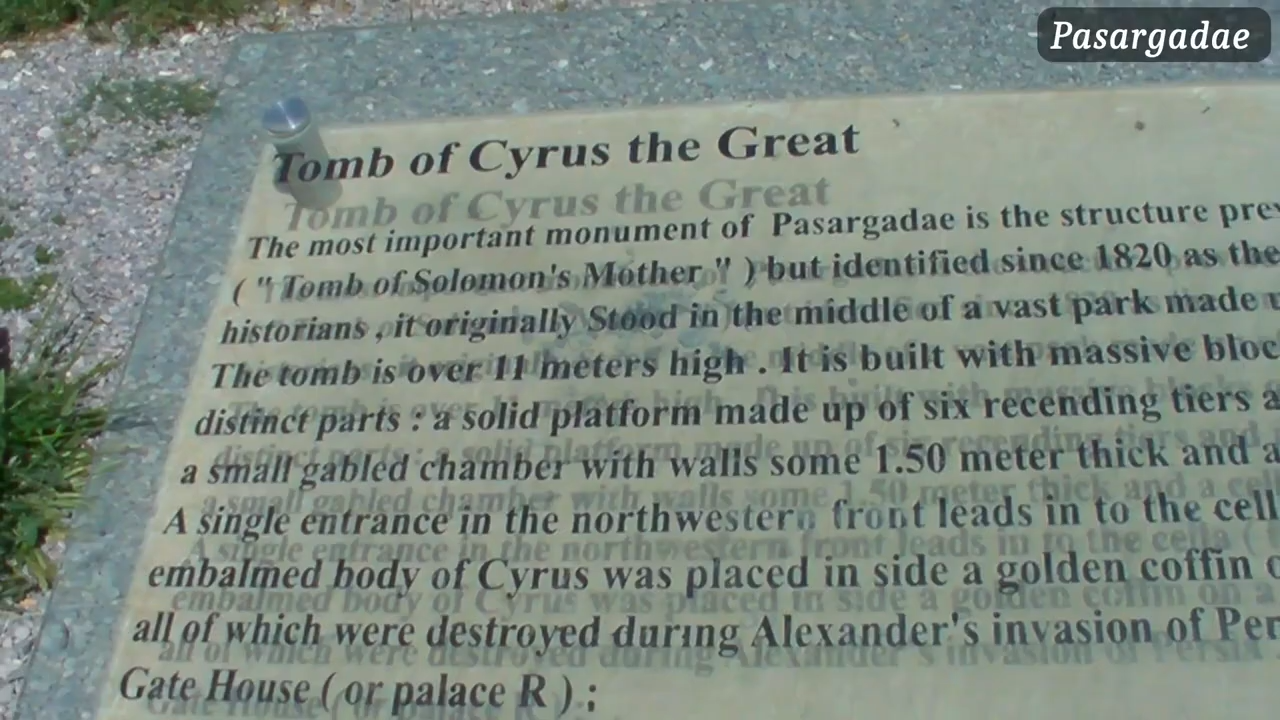 Pasargadae
Tomb of Cyrus the Great
The most important monument of Pasargadae is the structure
( " Tomb of Solomon's Mother " ) but identified since 1820 as the
historians , it originally Stood in the middle of a vast park made
The tomb is over 11 meters high . It is built with massive
distinct parts : a solid platform made up of six recending tiers
a small gabled chamber with walls some 1.50 meter thick and
A single entrance in the northwestern front leads in to the
embalmed body of Cyrus was placed in side a golden coffin
all of which were destroyed during Alexander's invasion of
Gate House ( or palace R ) ;